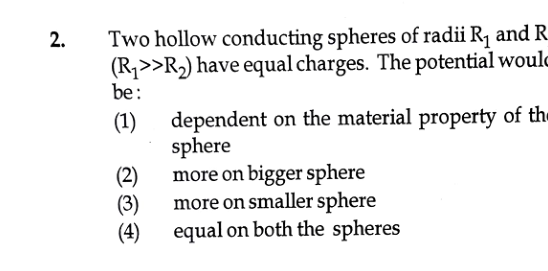 2. Two hollow conducting spheres of radii R₁ and R
(R₁>>R₂) have equal charges. The potential would
be :
(1) dependent on the material property of the
sphere
(2) more on bigger sphere
(3) more on smaller sphere
(4) equal on both the spheres